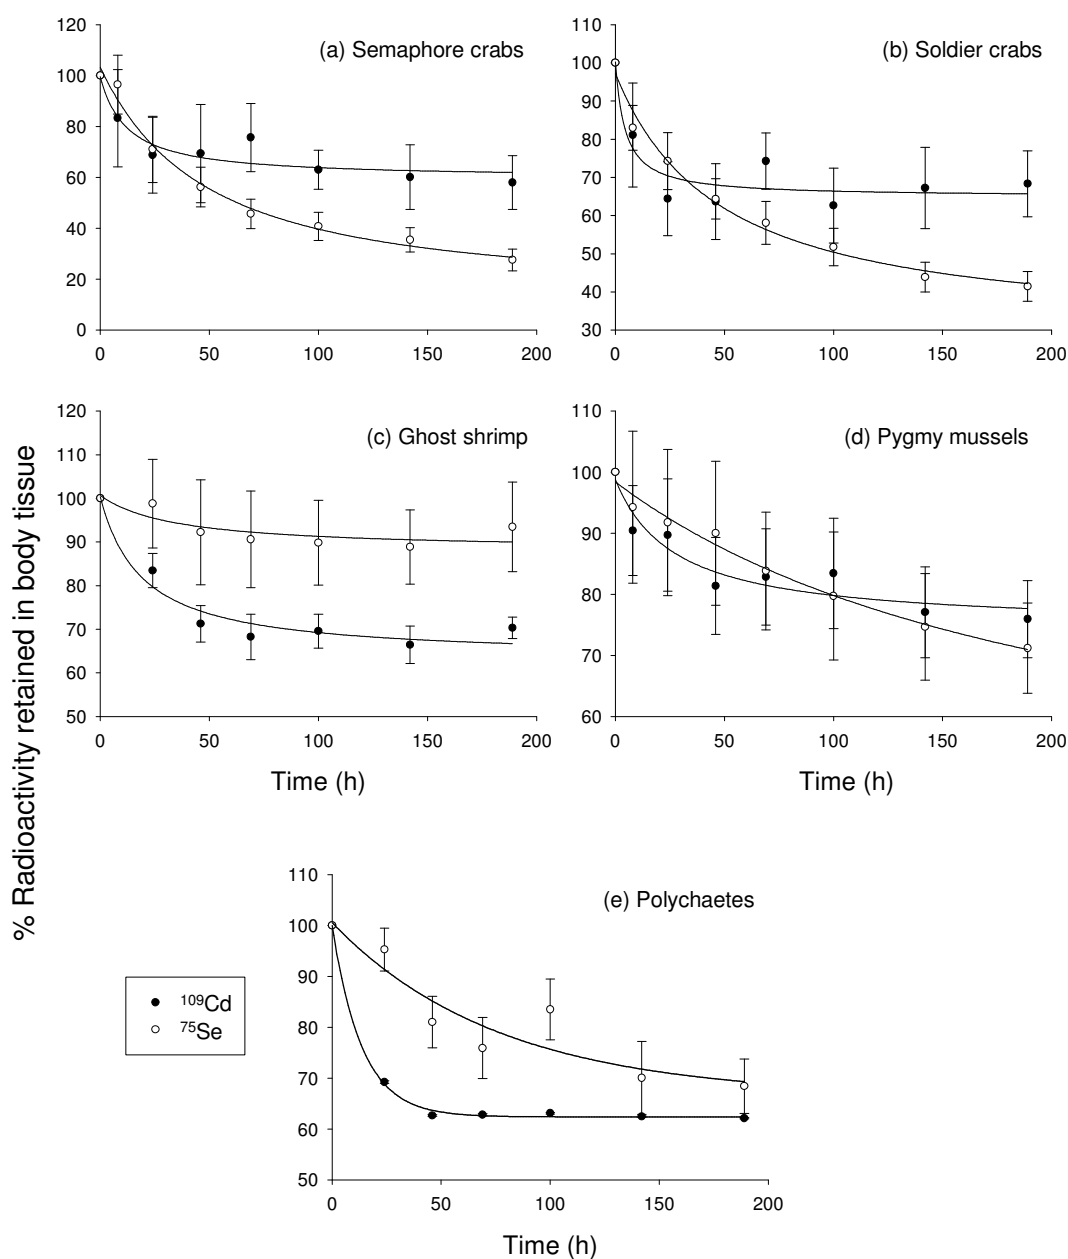 (a) Semaphore crabs
120
100
80
60
40
20
0
0 50 100 150 200
(b) Soldier crabs
110
100
90
80
70
60
50
40
30
0 50 100 150 200
% Radioactivity retained in body tissue
(c) Ghost shrimp
120
110
100
90
80
70
60
50
0 50 100 150 200
Time (h)
(d) Pygmy mussels
110
100
90
80
70
60
0 50 100 150 200
Time (h)
(e) Polychaetes
110
100
90
80
70
60
50
0 50 100 150 200
Time (h)
¹⁰⁹Cd
⁷⁵Se